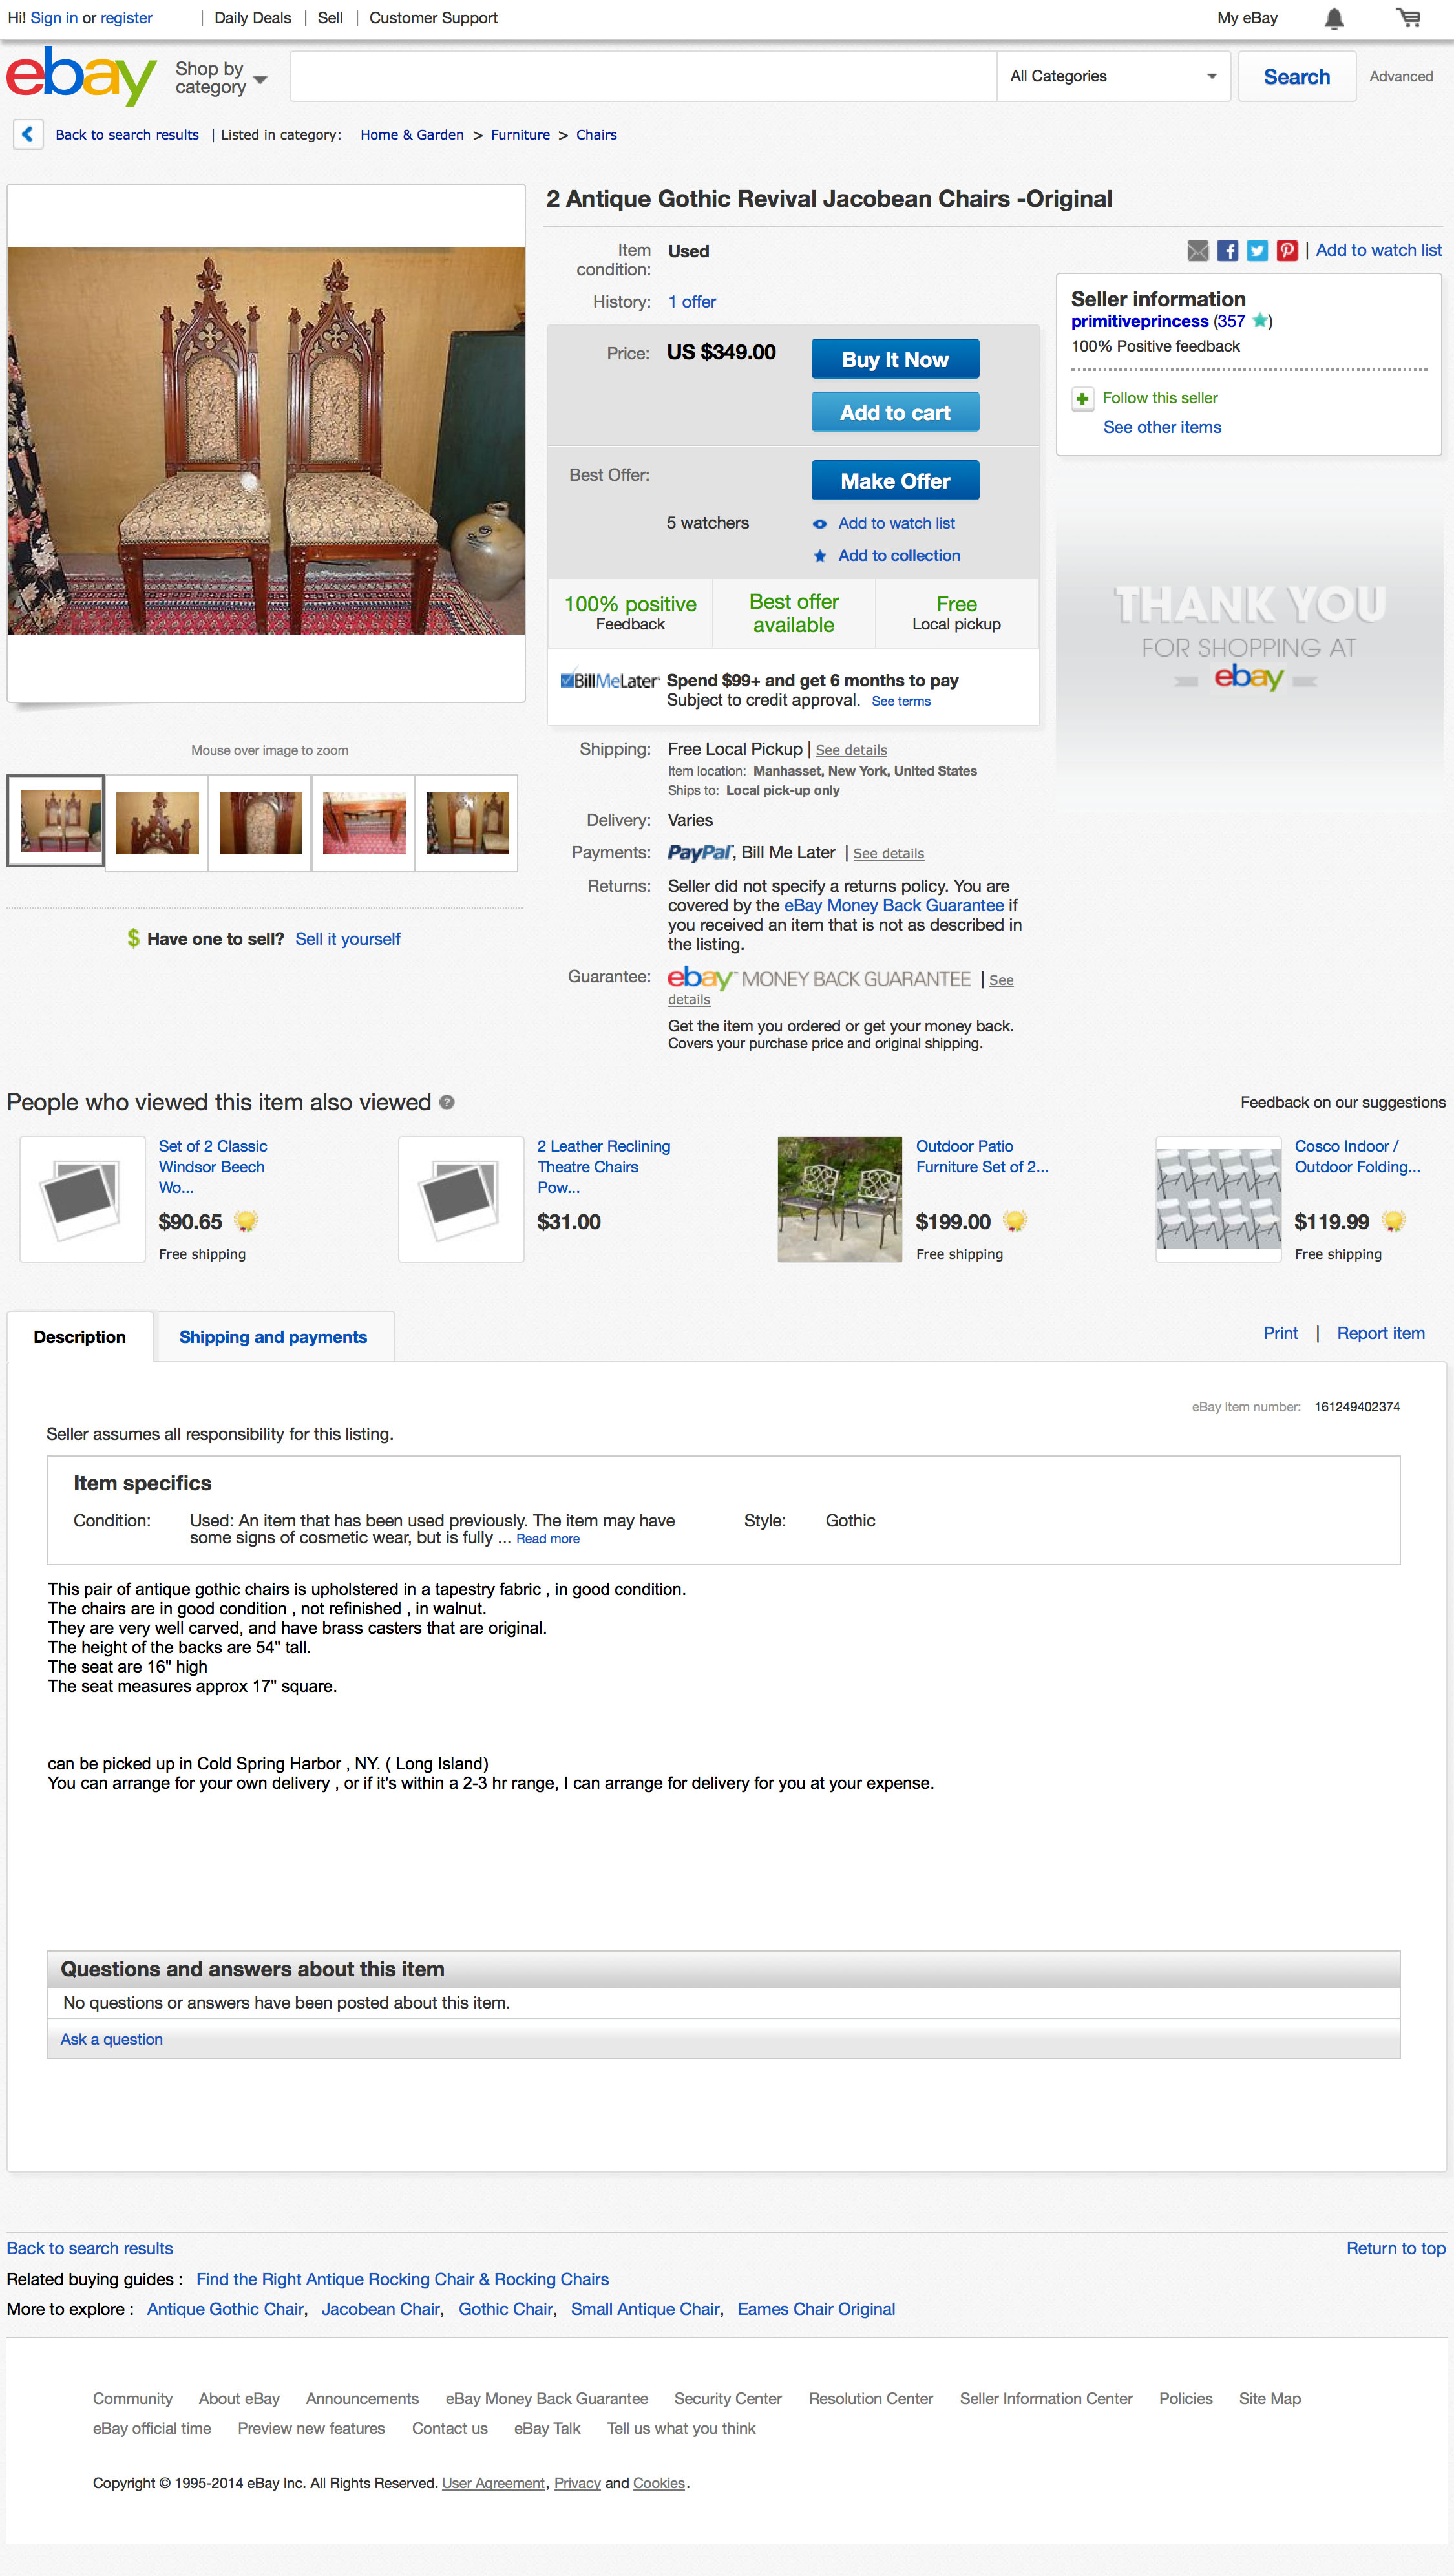 Hi! Sign in or register | Daily Deals | Sell | Customer Support My eBay
ebay Shop by category All Categories Search Advanced
Back to search results | Listed in category: Home & Garden > Furniture > Chairs
2 Antique Gothic Revival Jacobean Chairs -Original
Item condition: Used
| Add to watch list
History: 1 offer
Price: US $349.00 Buy It Now
Add to cart
Best Offer: Make Offer
5 watchers Add to watch list
Add to collection
100% positive Feedback
Best offer available
Free Local pickup
BillMeLater Spend $99+ and get 6 months to pay
Subject to credit approval. See terms
Seller information
primitiveprincess (357 )
100% Positive feedback
Follow this seller
See other items
THANK YOU
FOR SHOPPING AT
ebay
Mouse over image to zoom
$ Have one to sell? Sell it yourself
Shipping: Free Local Pickup | See details
Item location: Manhasset, New York, United States
Ships to: Local pick-up only
Delivery: Varies
Payments: PayPal, Bill Me Later | See details
Returns: Seller did not specify a returns policy. You are
covered by the eBay Money Back Guarantee if
you received an item that is not as described in
the listing.
Guarantee: ebay MONEY BACK GUARANTEE | See
details
Get the item you ordered or get your money back.
Covers your purchase price and original shipping.
People who viewed this item also viewed ?
Feedback on our suggestions
Set of 2 Classic
Windsor Beech
Wo...
$90.65
Free shipping
2 Leather Reclining
Theatre Chairs
Pow...
$31.00
Outdoor Patio
Furniture Set of 2...
$199.00
Free shipping
Cosco Indoor /
Outdoor Folding...
$119.99
Free shipping
Description Shipping and payments Print | Report item
eBay item number: 161249402374
Seller assumes all responsibility for this listing.
Item specifics
Condition: Used: An item that has been used previously. The item may have
some signs of cosmetic wear, but is fully ... Read more
Style: Gothic
This pair of antique gothic chairs is upholstered in a tapestry fabric , in good condition.
The chairs are in good condition , not refinished , in walnut.
They are very well carved, and have brass casters that are original.
The height of the backs are 54" tall.
The seat are 16" high
The seat measures approx 17" square.
can be picked up in Cold Spring Harbor , NY. ( Long Island)
You can arrange for your own delivery , or if it's within a 2-3 hr range, I can arrange for delivery for you at your expense.
Questions and answers about this item
No questions or answers have been posted about this item.
Ask a question
Back to search results Return to top
Related buying guides : Find the Right Antique Rocking Chair & Rocking Chairs
More to explore : Antique Gothic Chair, Jacobean Chair, Gothic Chair, Small Antique Chair, Eames Chair Original
Community About eBay Announcements eBay Money Back Guarantee Security Center Resolution Center Seller Information Center Policies Site Map
eBay official time Preview new features Contact us eBay Talk Tell us what you think
Copyright © 1995-2014 eBay Inc. All Rights Reserved. User Agreement, Privacy and Cookies.